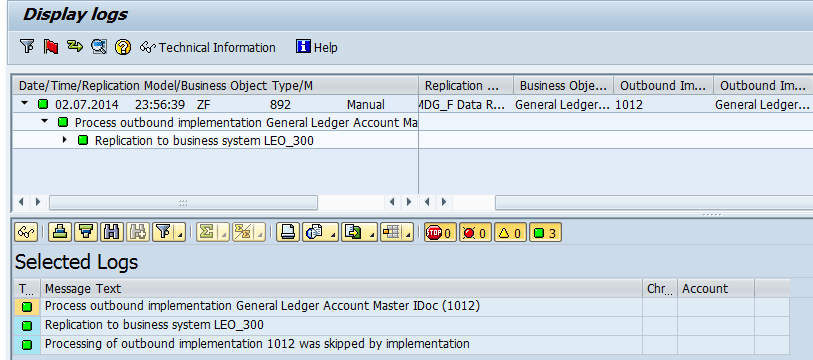 Display logs
Technical Information Help
Date/Time/Replication Model/Business Object Type/M Replication ... Business Obje... Outbound Im... Outbound Im...
02.07.2014 23:56:39 ZF 892 Manual MDG_F Data R... General Ledger... 1012 General Ledger...
Process outbound implementation General Ledger Account Ma
Replication to business system LEO_300
STOP 0 0 0 3
Selected Logs
T... Message Text Chr... Account
Process outbound implementation General Ledger Account Master IDoc (1012)
Replication to business system LEO_300
Processing of outbound implementation 1012 was skipped by implementation